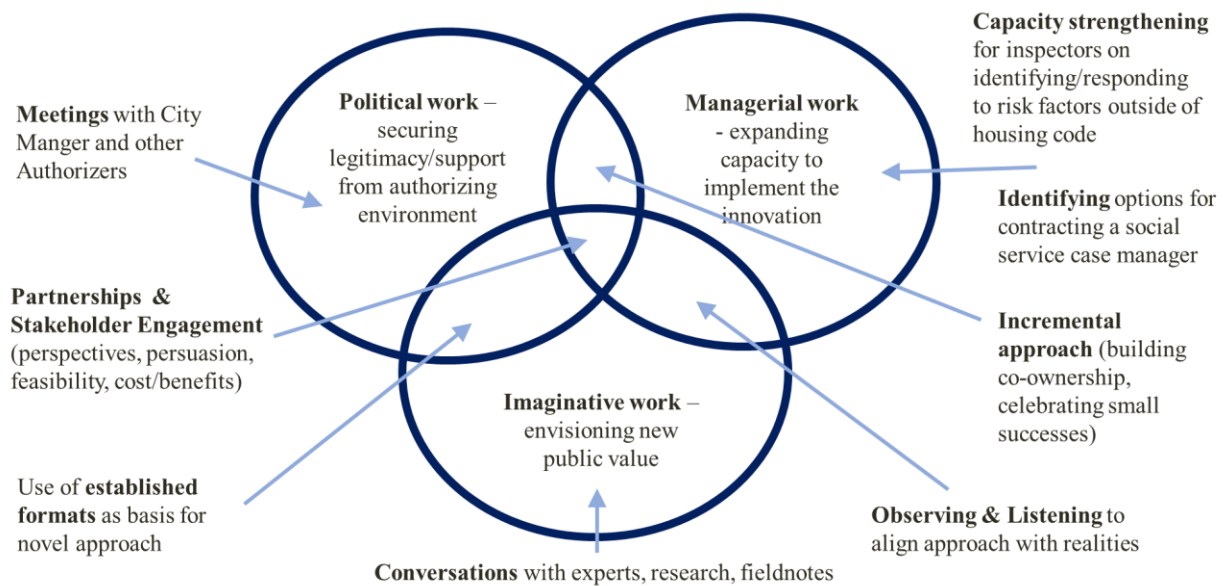 Capacity strengthening
for inspectors on
identifying/responding
to risk factors outside of
housing code
Political work –
securing
legitimacy/support
from authorizing
environment
Managerial work
- expanding
capacity to
implement the
innovation
Meetings with City
Manger and other
Authorizers
Identifying options for
contracting a social
service case manager
Partnerships &
Stakeholder Engagement
(perspectives, persuasion,
feasibility, cost/benefits)
Incremental
approach (building
co-ownership,
celebrating small
successes)
Imaginative work –
envisioning new
public value
Use of established
formats as basis for
novel approach
Observing & Listening to
align approach with realities
Conversations with experts, research, fieldnotes